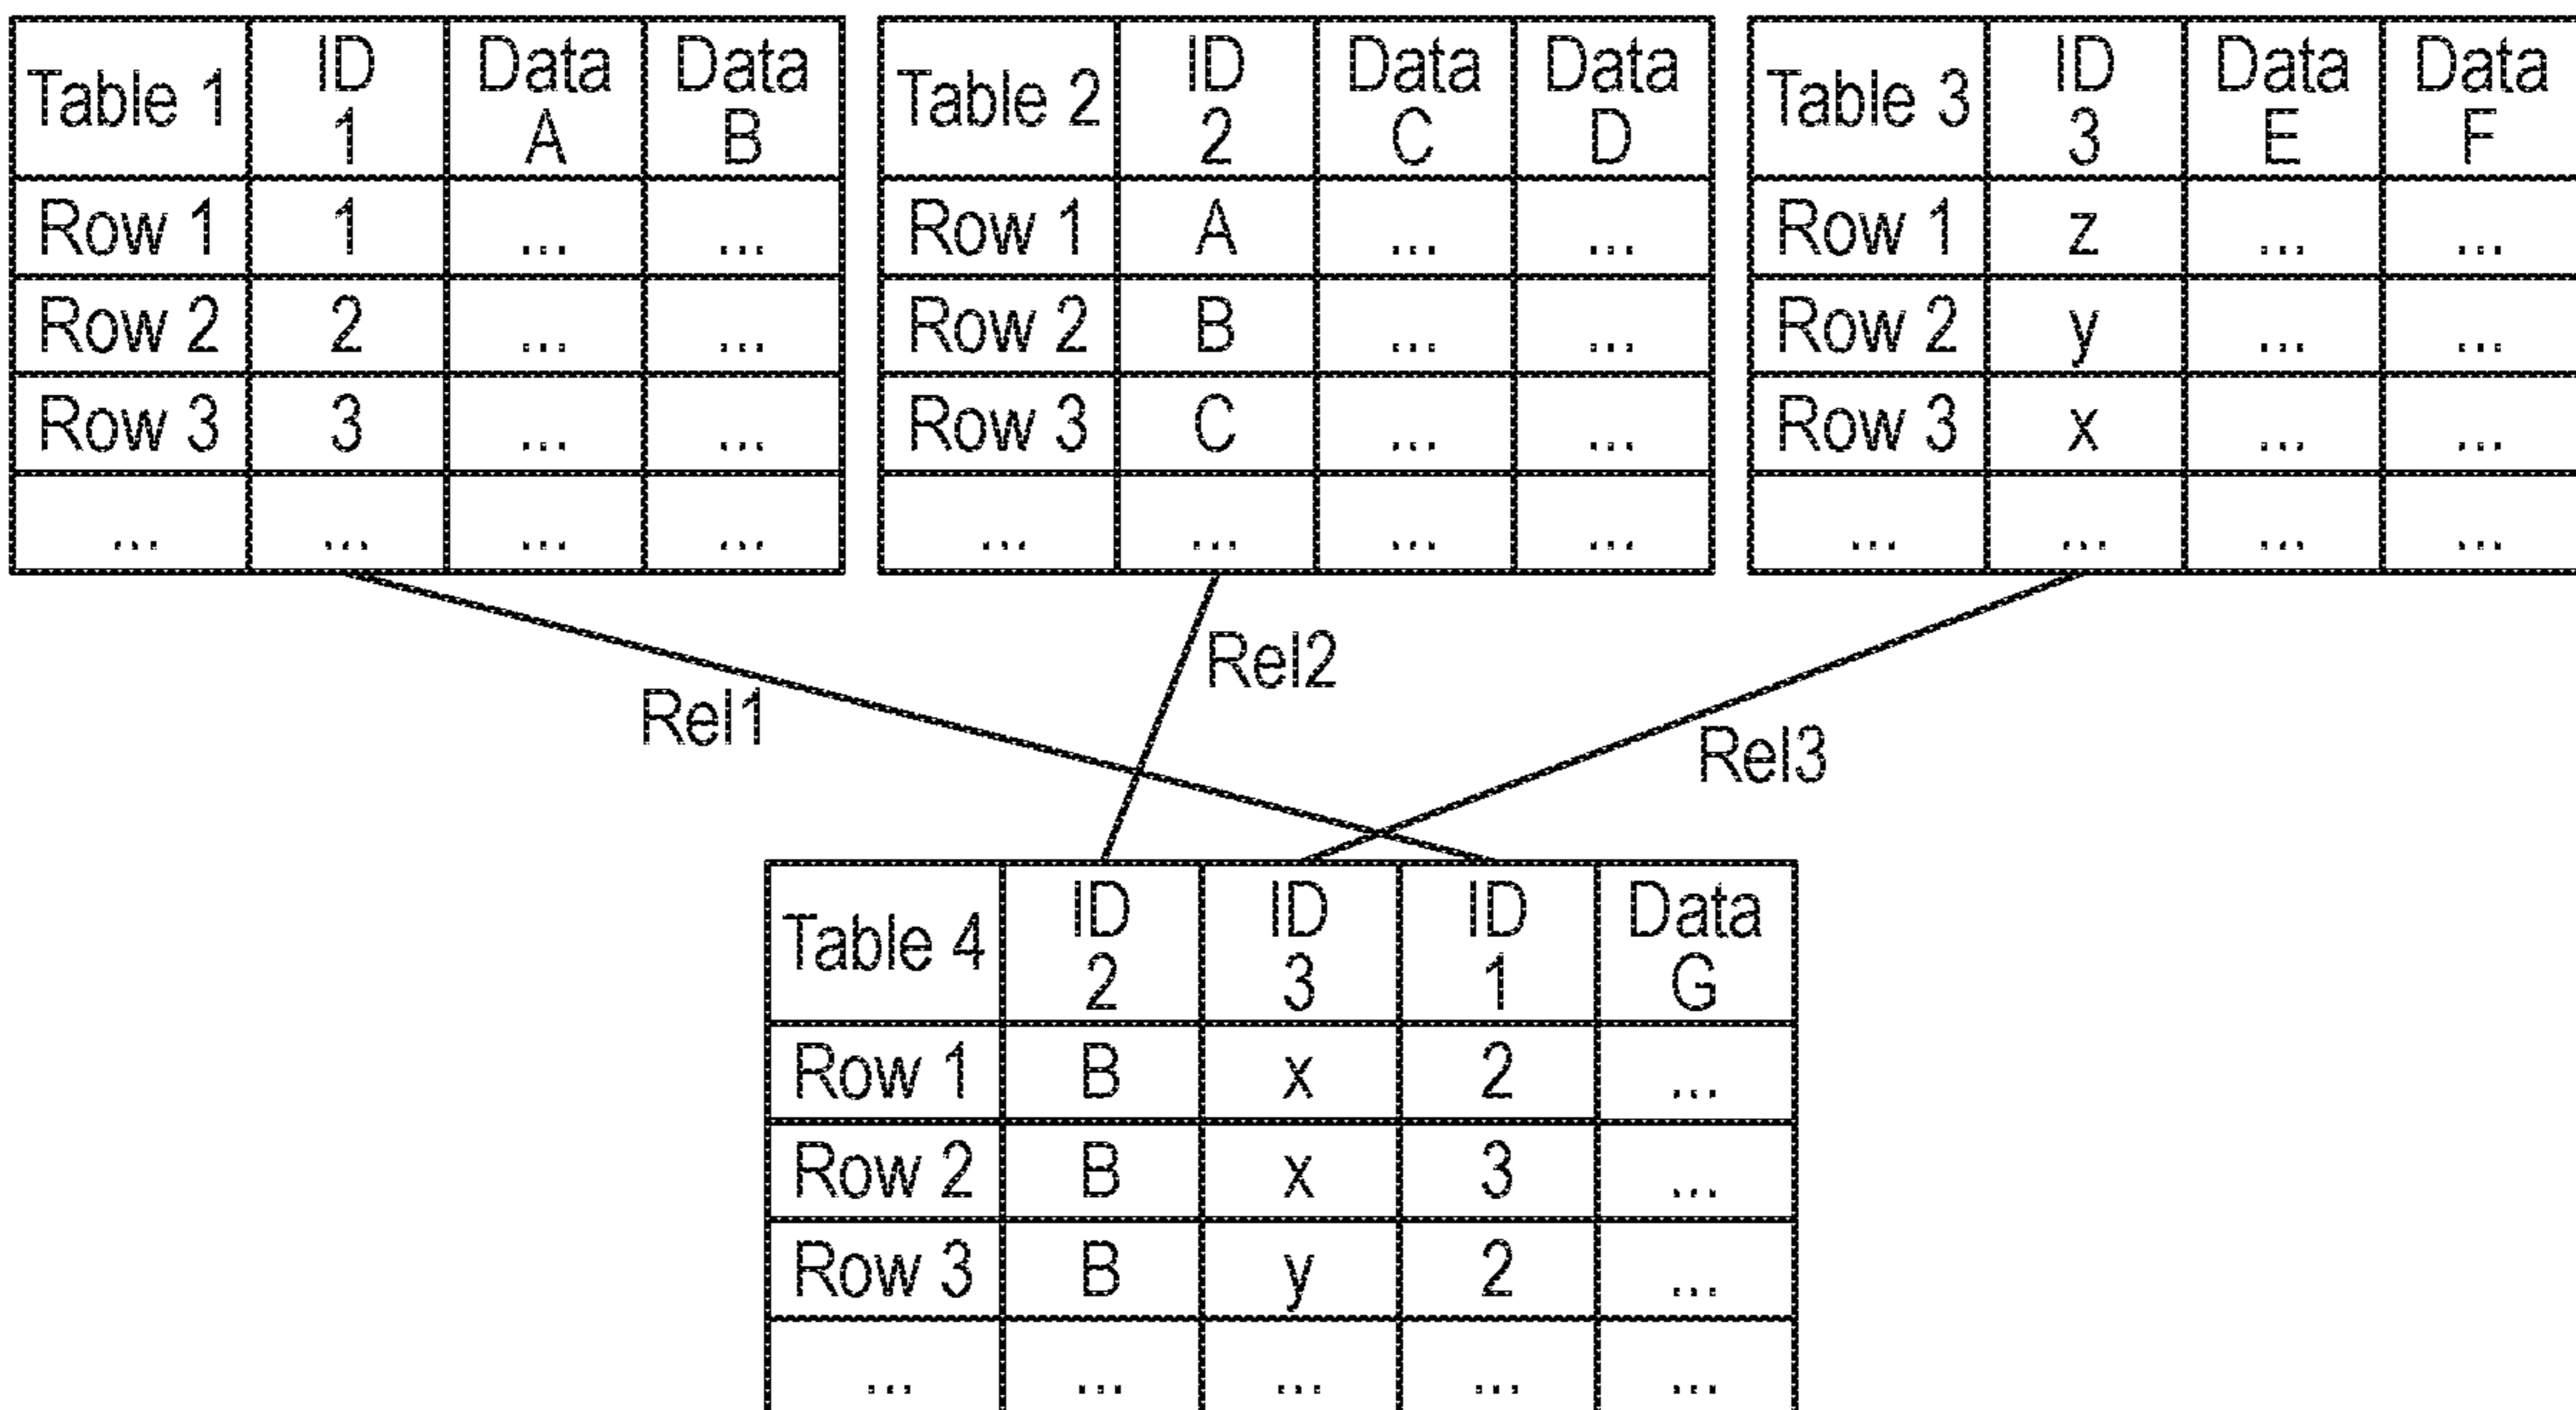 Table 1 ID 1 Data A Data B
Row 1 1 ... ...
Row 2 2 ... ...
Row 3 3 ... ...
... ... ... ...
Table 2 ID 2 Data C Data D
Row 1 A ... ...
Row 2 B ... ...
Row 3 C ... ...
... ... ... ...
Table 3 ID 3 Data E Data F
Row 1 z ... ...
Row 2 y ... ...
Row 3 x ... ...
... ... ... ...
Rel1
Rel2
Rel3
Table 4 ID 2 ID 3 ID 1 Data G
Row 1 B x 2 ...
Row 2 B x 3 ...
Row 3 B y 2 ...
... ... ... ... ...